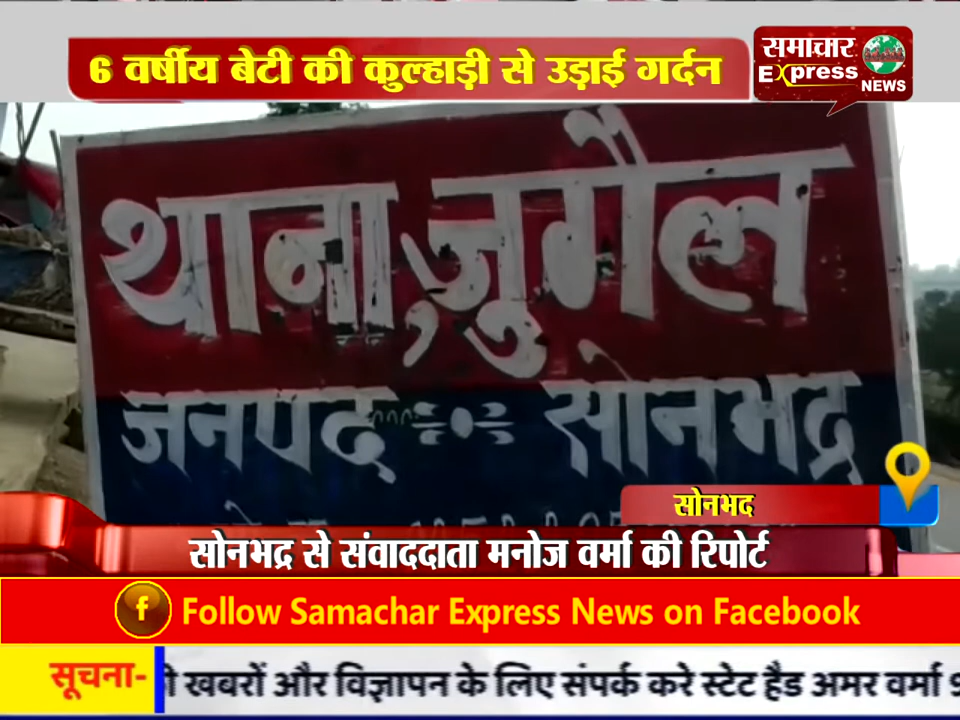 6 वर्षीय बेटी की कुल्हाड़ी से उड़ाई गर्दन
समाचार
Express
NEWS
थाना जुगैल
जनपद सोनभद्र
सोनभद
सोनभद्र से संवाददाता मनोज वर्मा की रिपोर्ट
f Follow Samachar Express News on Facebook
सूचना- खबरों और विज्ञापन के लिए संपर्क करे स्टेट हैड अमर वर्मा